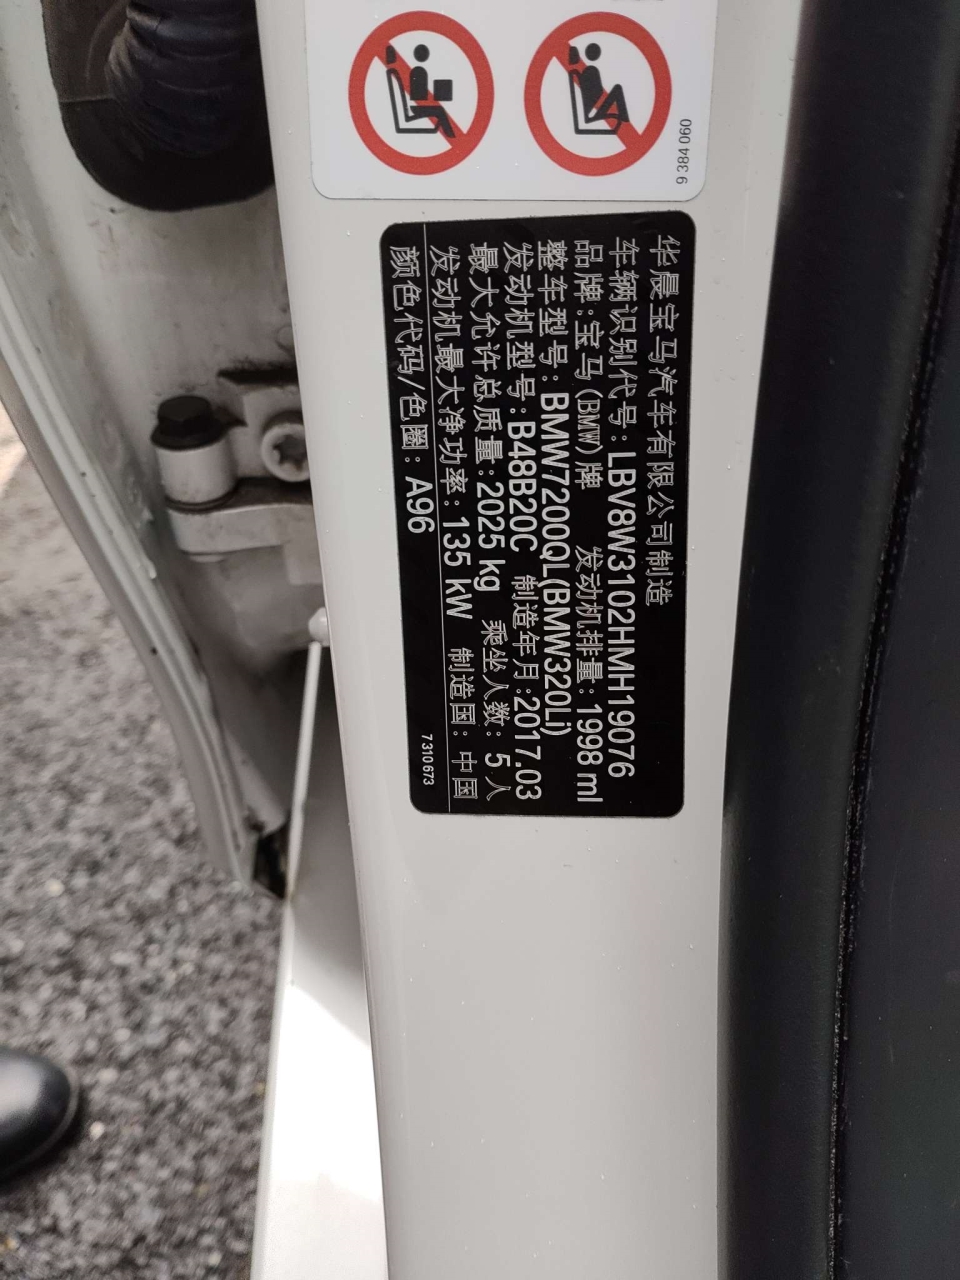 9 384 060
华晨宝马汽车有限公司制造
车辆识别代号:LBV8W3102HMH19076
品牌:宝马(BMW)牌 发动机排量:1998 ml
整车型号:BMW7200QL(BMW320Li)
发动机型号:B48B20C 制造年月:2017.03
最大允许总质量:2025 kg 乘坐人数: 5 人
发动机最大净功率: 135 kW 制造国: 中国
颜色代码/色圈: A96
7 310 673